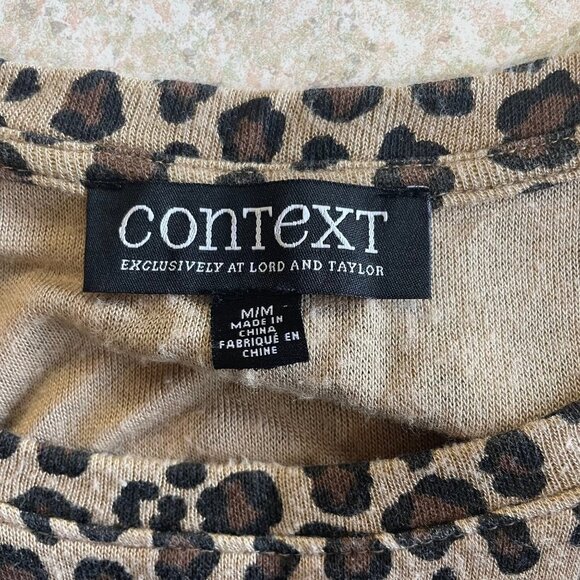 conTeXT
EXCLUSIVELY AT LORD AND TAYLOR
M/M
MADE IN
CHINA
FABRIQUÉ EN
CHINE